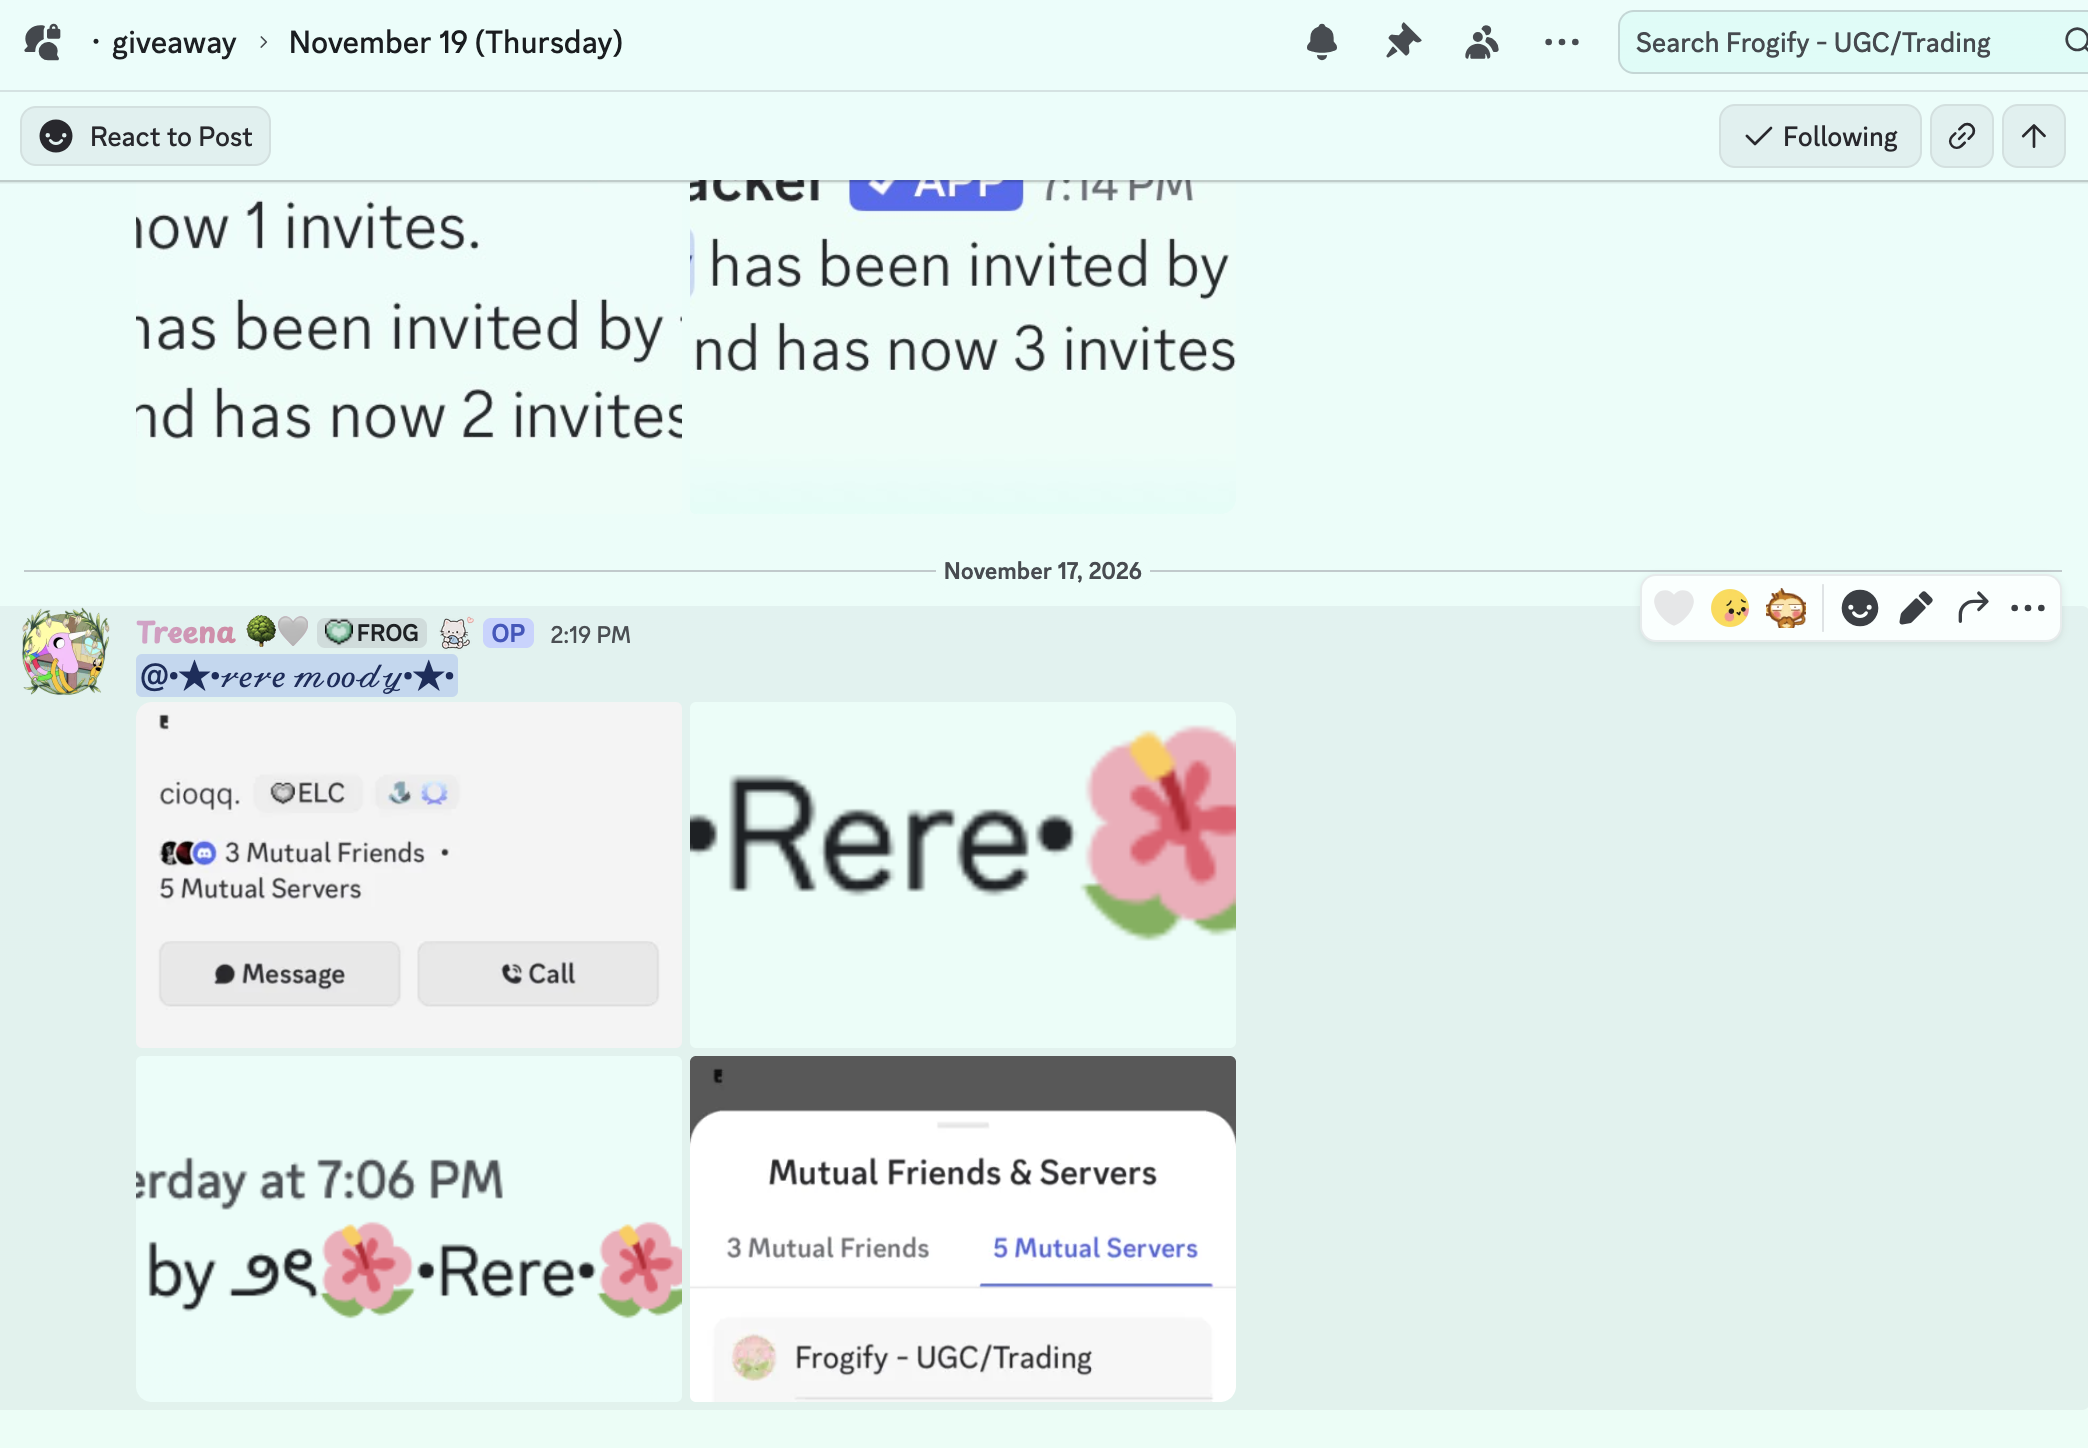 • giveaway › November 19 (Thursday)
Search Frogify - UGC/Trading
React to Post
Following
now 1 invites.
has been invited by
nd has now 2 invites
acker ✓ APP 7:14 PM
has been invited by
nd has now 3 invites
November 17, 2026
Treena 🌳🤍 FROG OP 2:19 PM
@•★•𝓻𝓮𝓻𝓮 𝓶𝓸𝓸𝓭𝔂•★•
cioqq. ELC
3 Mutual Friends •
5 Mutual Servers
Message
Call
•Rere•🌺
erday at 7:06 PM
by ୨ৎ🌺•Rere•🌺
Mutual Friends & Servers
3 Mutual Friends
5 Mutual Servers
Frogify - UGC/Trading